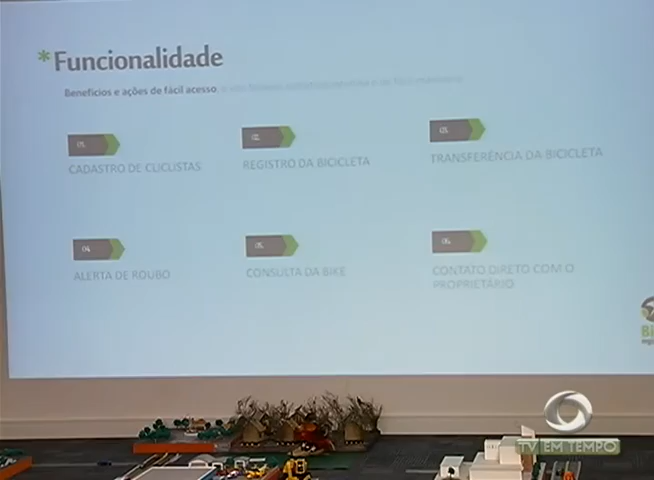 *Funcionalidade
Benefícios e ações de fácil acesso,
01.
02.
03.
CADASTRO DE CLICLISTAS
REGISTRO DA BICICLETA
TRANSFERÊNCIA DA BICICLETA
04.
05.
06.
ALERTA DE ROUBO
CONSULTA DA BIKE
CONTATO DIRETO COM O
PROPRIETÁRIO
TV EM TEMPO